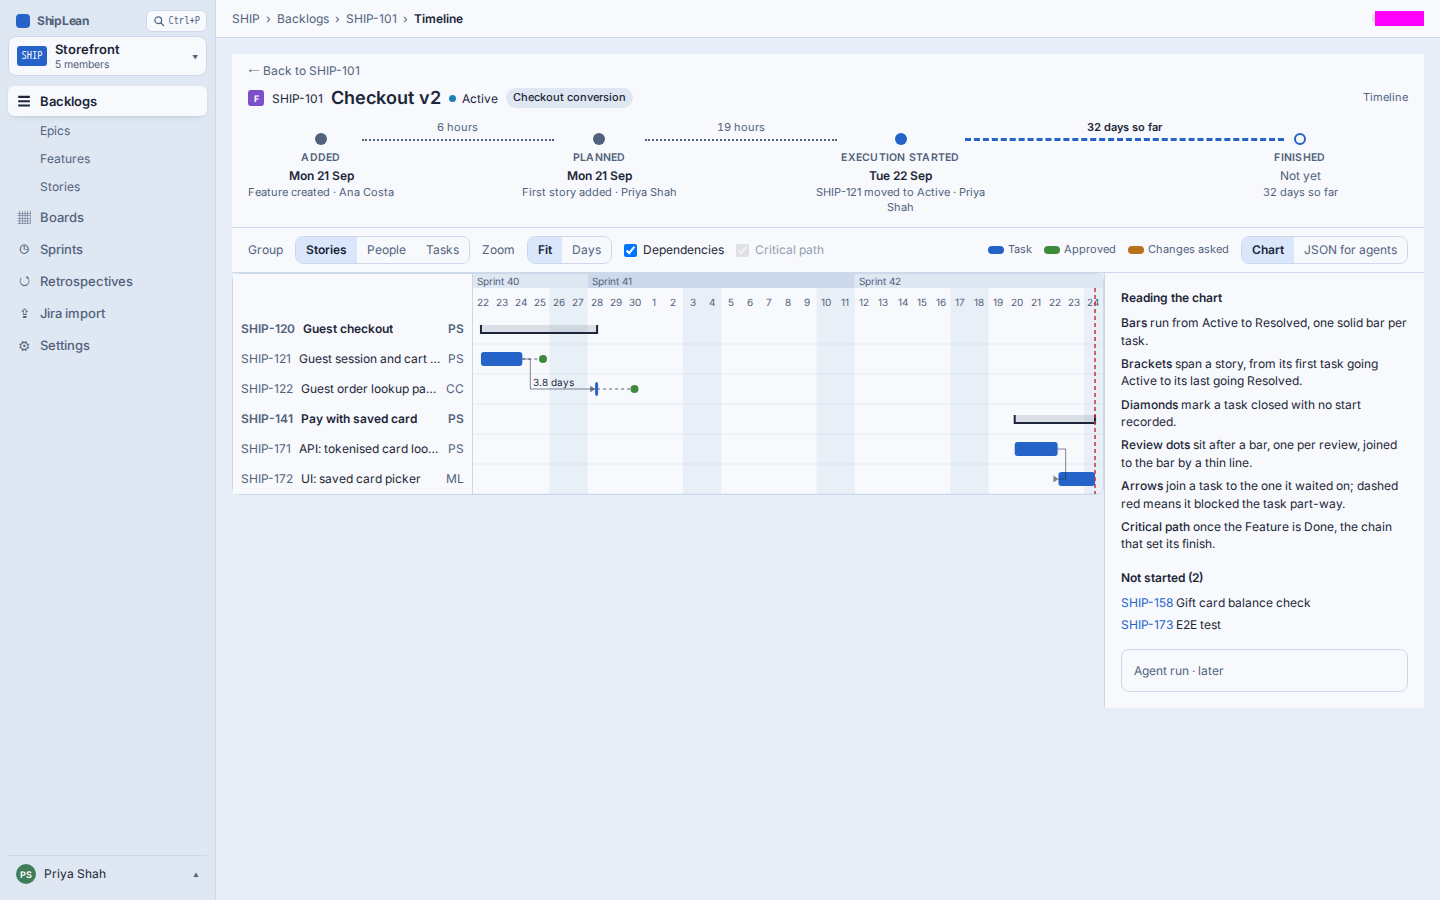 ShipLean
Ctrl+P
SHIP
Storefront
5 members
Backlogs
Epics
Features
Stories
Boards
Sprints
Retrospectives
Jira import
Settings
PS Priya Shah
SHIP › Backlogs › SHIP-101 › Timeline
← Back to SHIP-101
F SHIP-101 Checkout v2 Active Checkout conversion
Timeline
6 hours
19 hours
32 days so far
ADDED
Mon 21 Sep
Feature created · Ana Costa
PLANNED
Mon 21 Sep
First story added · Priya Shah
EXECUTION STARTED
Tue 22 Sep
SHIP-121 moved to Active · Priya
Shah
FINISHED
Not yet
32 days so far
Group Stories People Tasks Zoom Fit Days Dependencies Critical path
Task Approved Changes asked Chart JSON for agents
Sprint 40 Sprint 41 Sprint 42
22 23 24 25 26 27 28 29 30 1 2 3 4 5 6 7 8 9 10 11 12 13 14 15 16 17 18 19 20 21 22 23 24
SHIP-120 Guest checkout PS
SHIP-121 Guest session and cart ... PS
SHIP-122 Guest order lookup pa... CC
3.8 days
SHIP-141 Pay with saved card PS
SHIP-171 API: tokenised card loo... PS
SHIP-172 UI: saved card picker ML
Reading the chart
Bars run from Active to Resolved, one solid bar per
task.
Brackets span a story, from its first task going
Active to its last going Resolved.
Diamonds mark a task closed with no start
recorded.
Review dots sit after a bar, one per review, joined
to the bar by a thin line.
Arrows join a task to the one it waited on; dashed
red means it blocked the task part-way.
Critical path once the Feature is Done, the chain
that set its finish.
Not started (2)
SHIP-158 Gift card balance check
SHIP-173 E2E test
Agent run · later